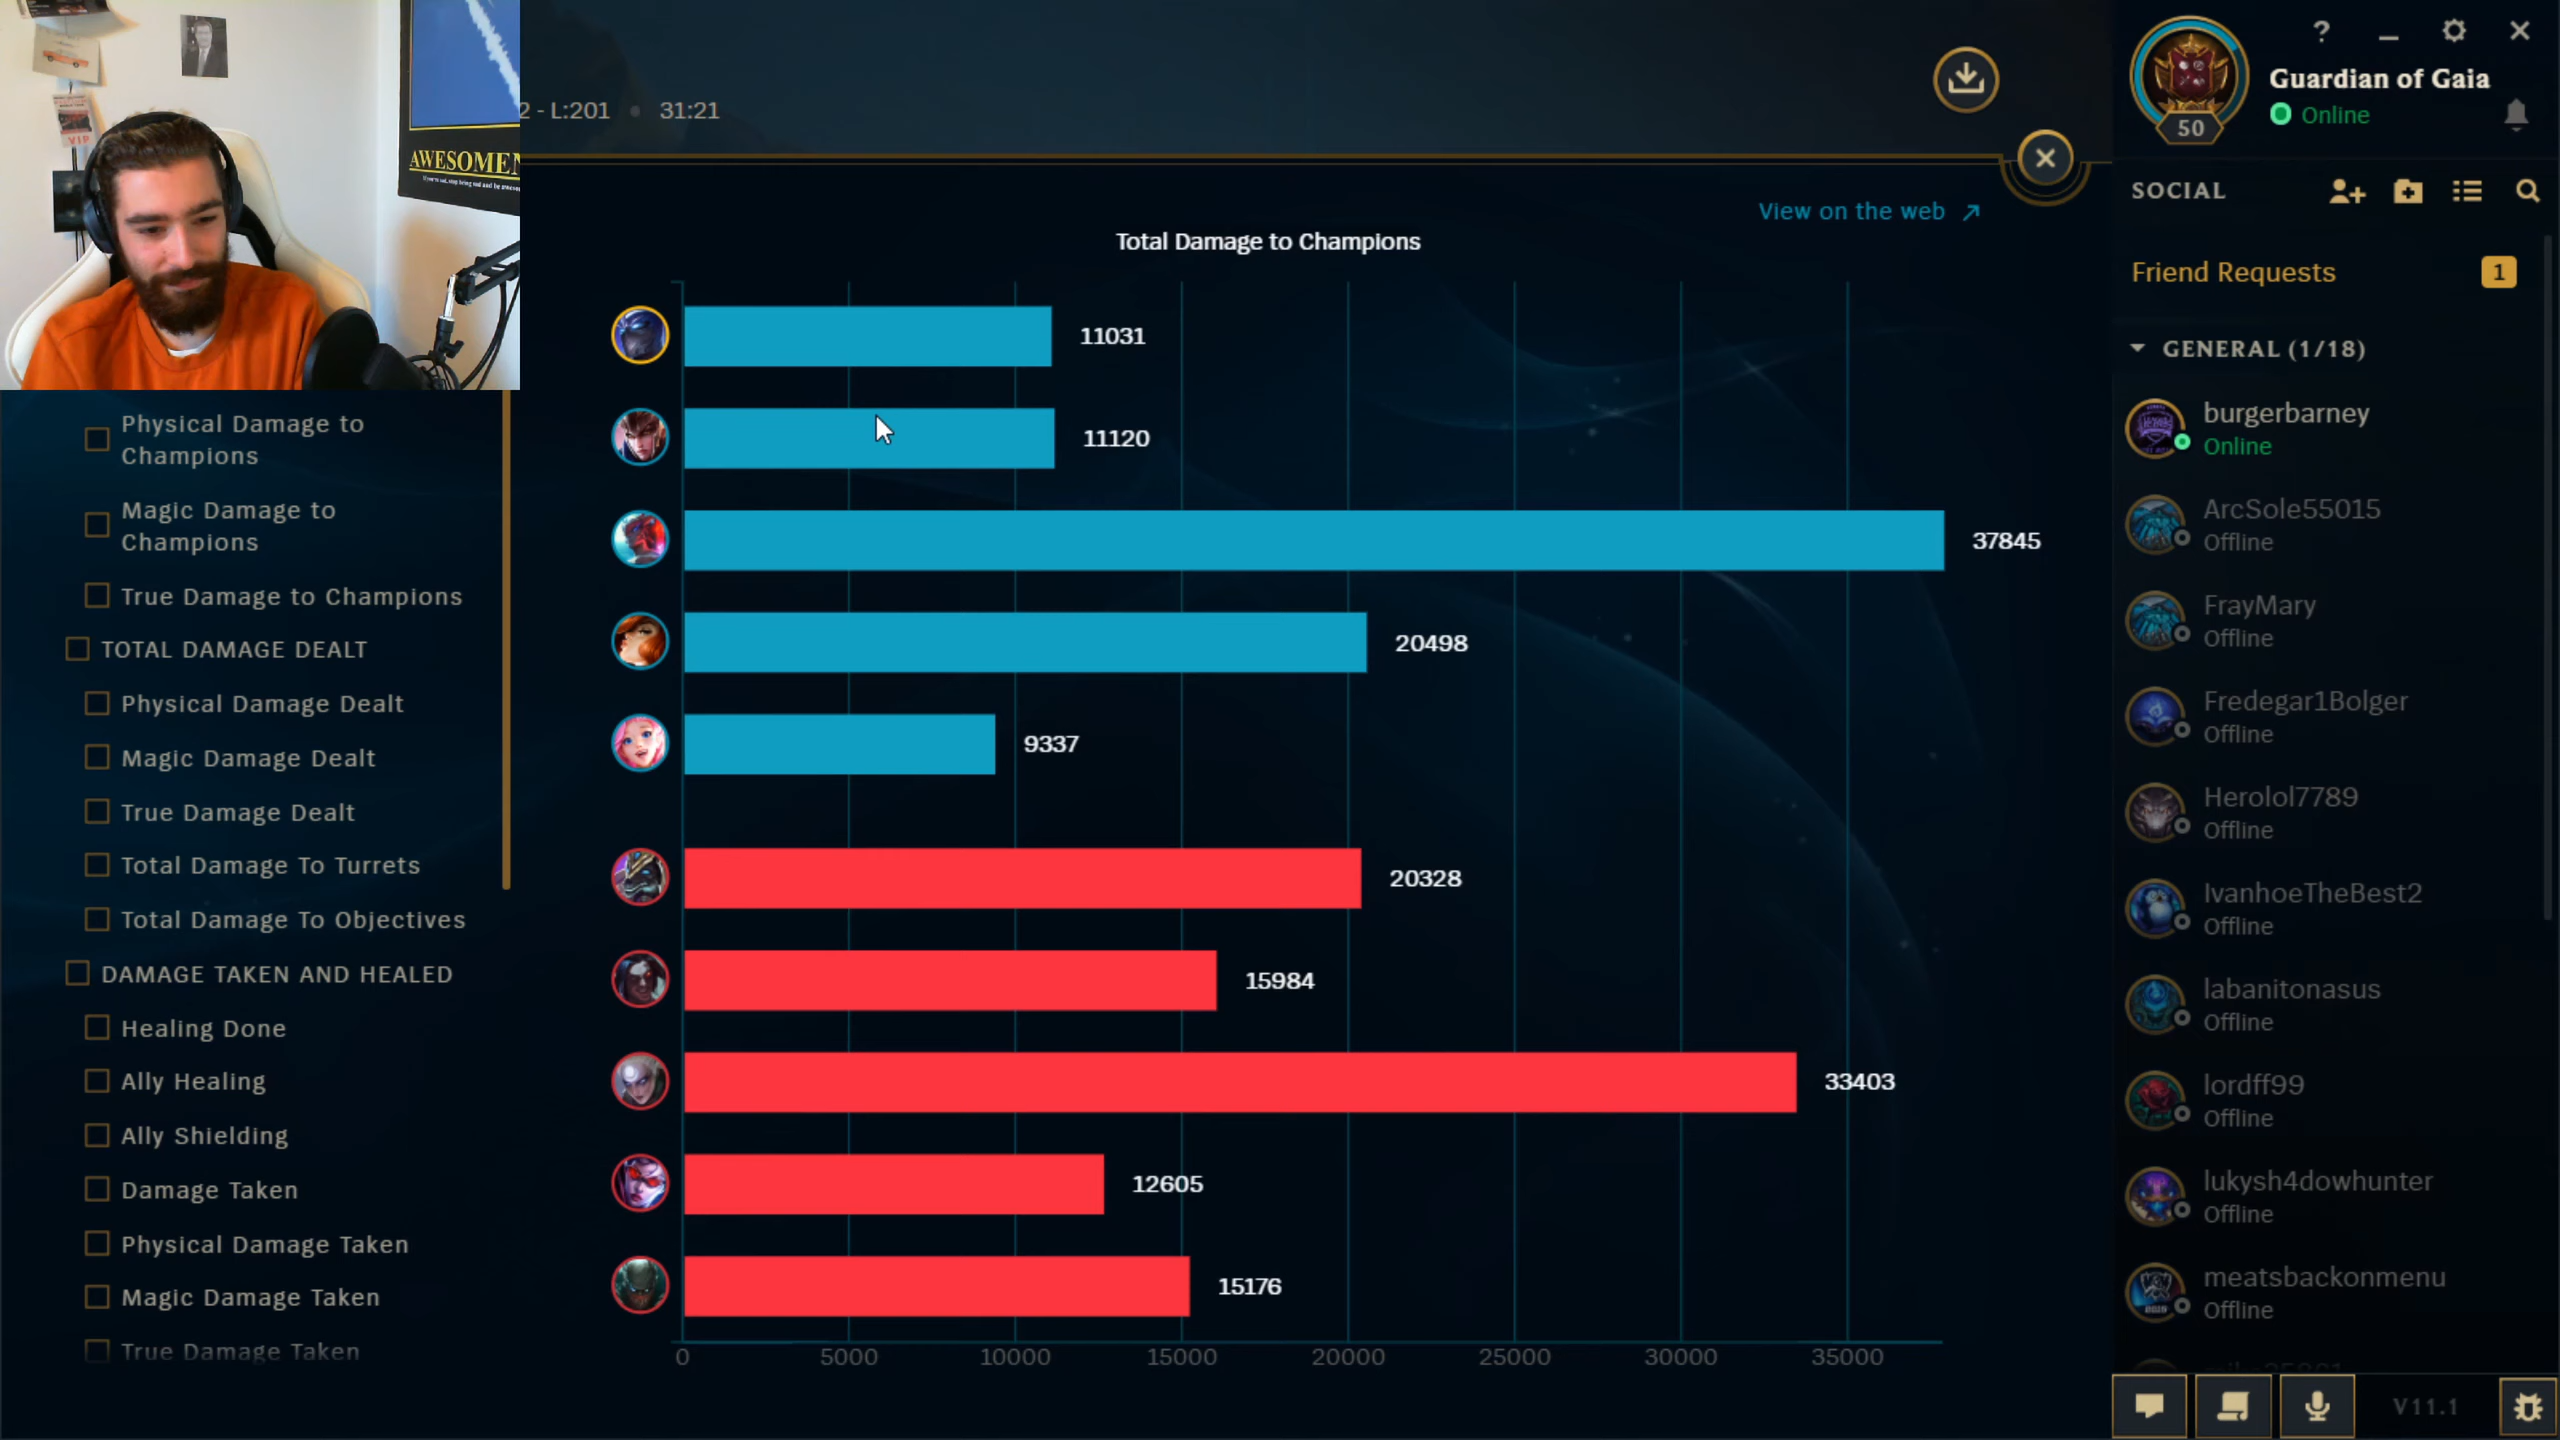 VIP
AWESOMEN
2 - L:201 • 31:21
?
50
Guardian of Gaia
Online
SOCIAL
View on the web
Friend Requests
1
GENERAL (1/18)
burgerbarney
Online
ArcSole55015
Offline
FrayMary
Offline
Fredegar1Bolger
Offline
Herolol7789
Offline
IvanhoeTheBest2
Offline
labanitonasus
Offline
lordff99
Offline
lukysh4dowhunter
Offline
meatsbackonmenu
Offline
V11.1
Physical Damage to
Champions
Magic Damage to
Champions
True Damage to Champions
TOTAL DAMAGE DEALT
Physical Damage Dealt
Magic Damage Dealt
True Damage Dealt
Total Damage To Turrets
Total Damage To Objectives
DAMAGE TAKEN AND HEALED
Healing Done
Ally Healing
Ally Shielding
Damage Taken
Physical Damage Taken
Magic Damage Taken
True Damage Taken
Total Damage to Champions
11031
11120
37845
20498
9337
20328
15984
33403
12605
15176
0 5000 10000 15000 20000 25000 30000 35000